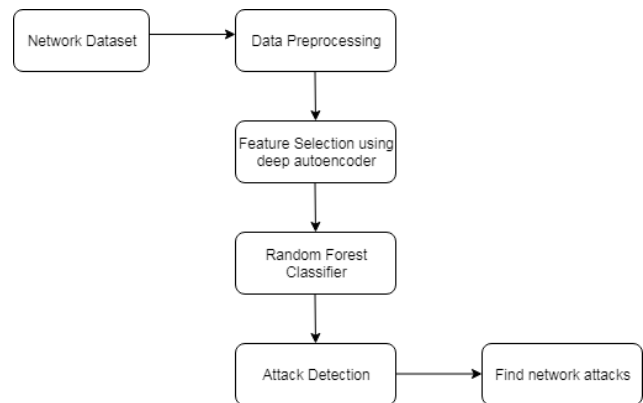 Network Dataset
Data Preprocessing
Feature Selection using
deep autoencoder
Random Forest
Classifier
Attack Detection
Find network attacks